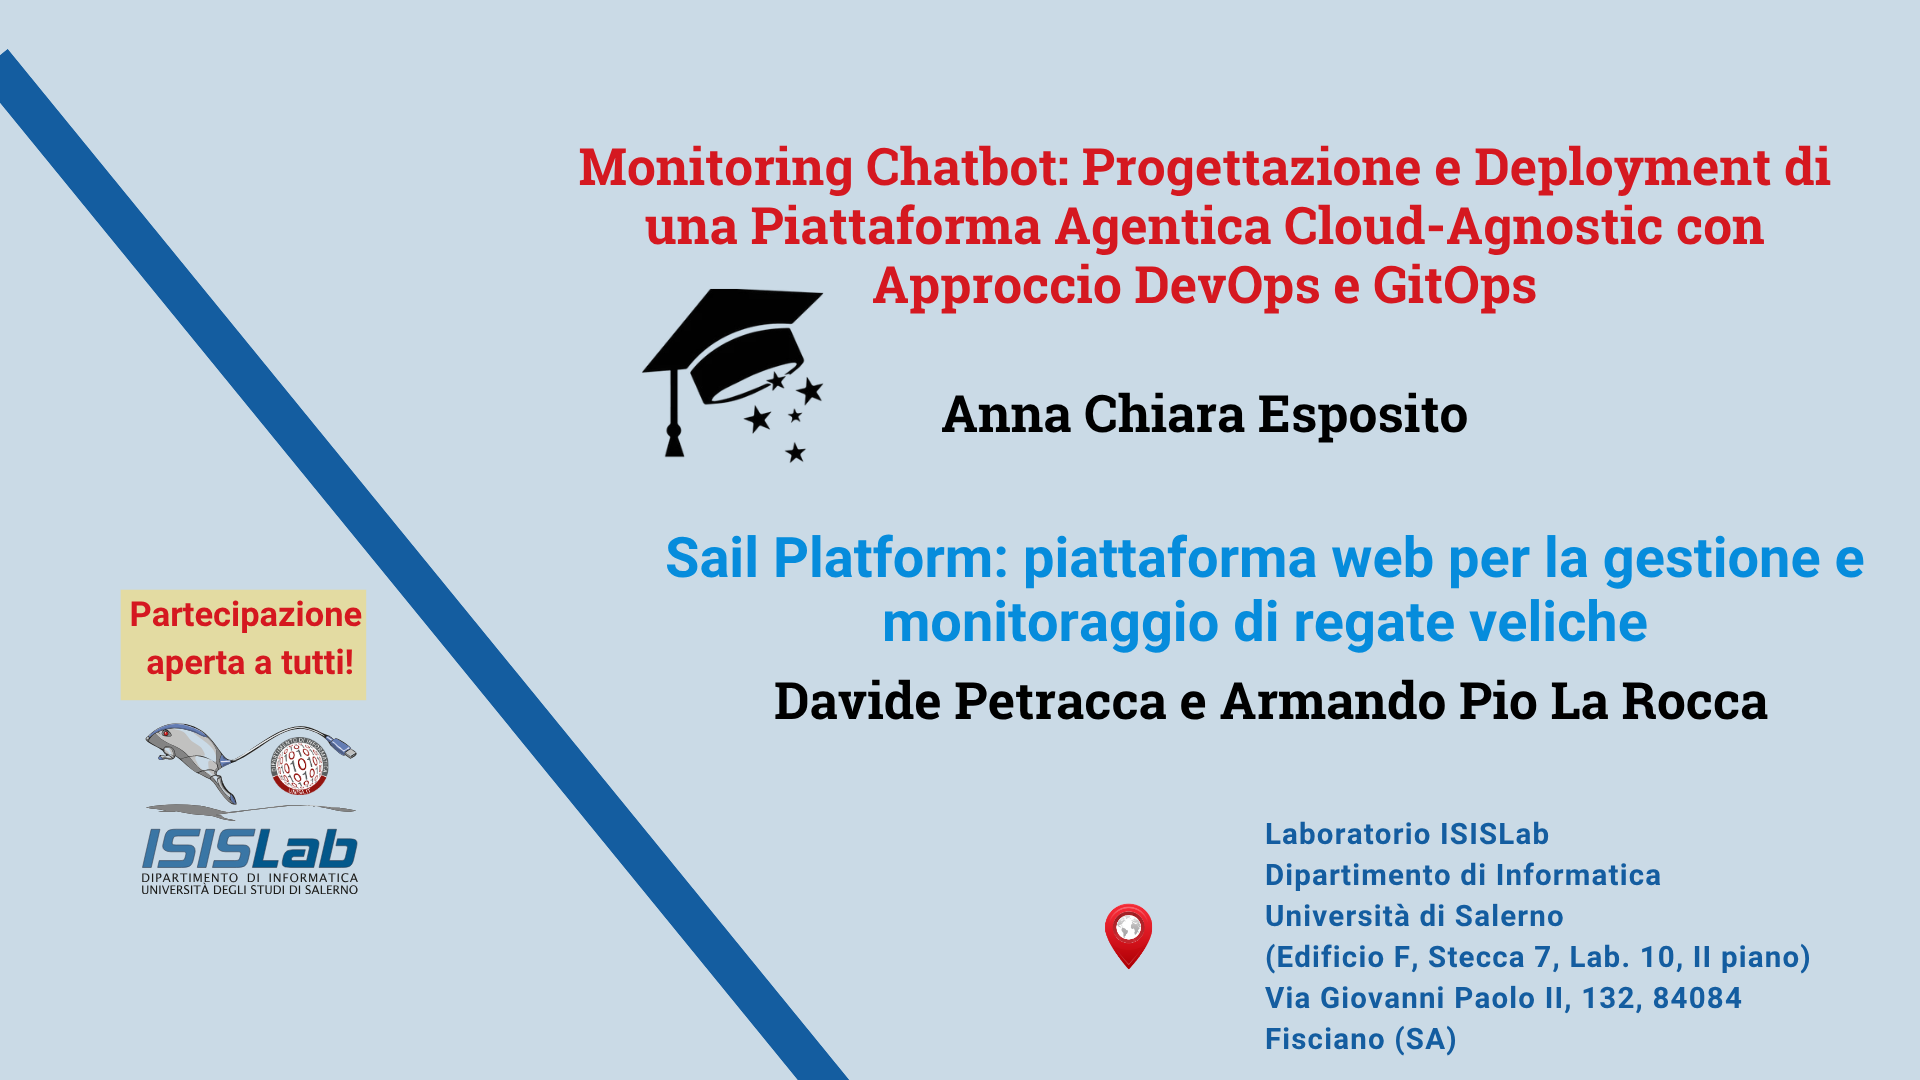 Monitoring Chatbot: Progettazione e Deployment di
una Piattaforma Agentica Cloud-Agnostic con
Approccio DevOps e GitOps
Anna Chiara Esposito
Sail Platform: piattaforma web per la gestione e
monitoraggio di regate veliche
Davide Petracca e Armando Pio La Rocca
Partecipazione
aperta a tutti!
ISISLab
DIPARTIMENTO DI INFORMATICA
UNIVERSITÀ DEGLI STUDI DI SALERNO
Laboratorio ISISLab
Dipartimento di Informatica
Università di Salerno
(Edificio F, Stecca 7, Lab. 10, II piano)
Via Giovanni Paolo II, 132, 84084
Fisciano (SA)